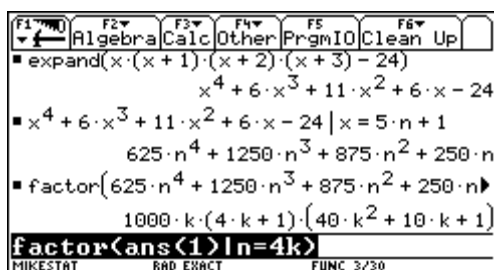 F1 F2 F3 F4 F5 F6
Algebra Calc Other PrgmIO Clean Up
expand(x·(x + 1)·(x + 2)·(x + 3) - 24)
x⁴ + 6·x³ + 11·x² + 6·x - 24
x⁴ + 6·x³ + 11·x² + 6·x - 24 | x = 5·n + 1
625·n⁴ + 1250·n³ + 875·n² + 250·n
factor(625·n⁴ + 1250·n³ + 875·n² + 250·n▶
1000·k·(4·k + 1)·(40·k² + 10·k + 1)
factor(ans(1)|n=4k)
MIKESTAT RAD EXACT FUNC 3/30